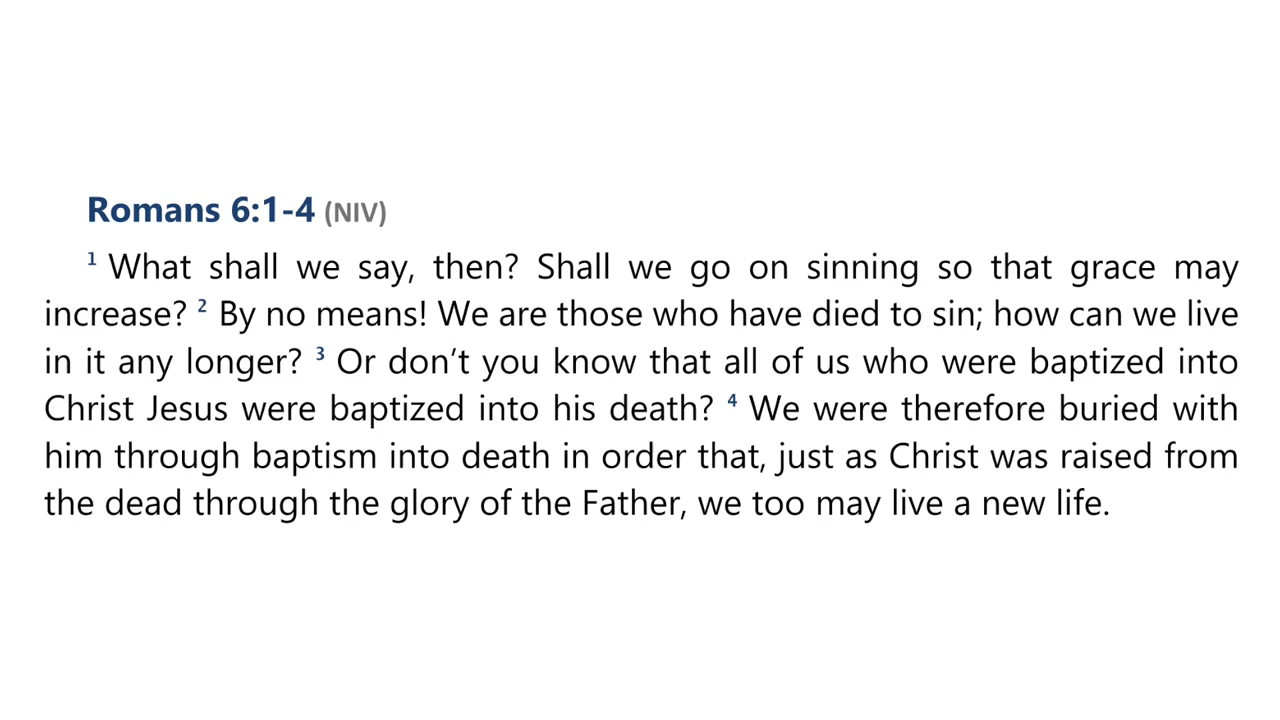 Romans 6:1-4 (NIV)
1 What shall we say, then? Shall we go on sinning so that grace may
increase? 2 By no means! We are those who have died to sin; how can we live
in it any longer? 3 Or don’t you know that all of us who were baptized into
Christ Jesus were baptized into his death? 4 We were therefore buried with
him through baptism into death in order that, just as Christ was raised from
the dead through the glory of the Father, we too may live a new life.